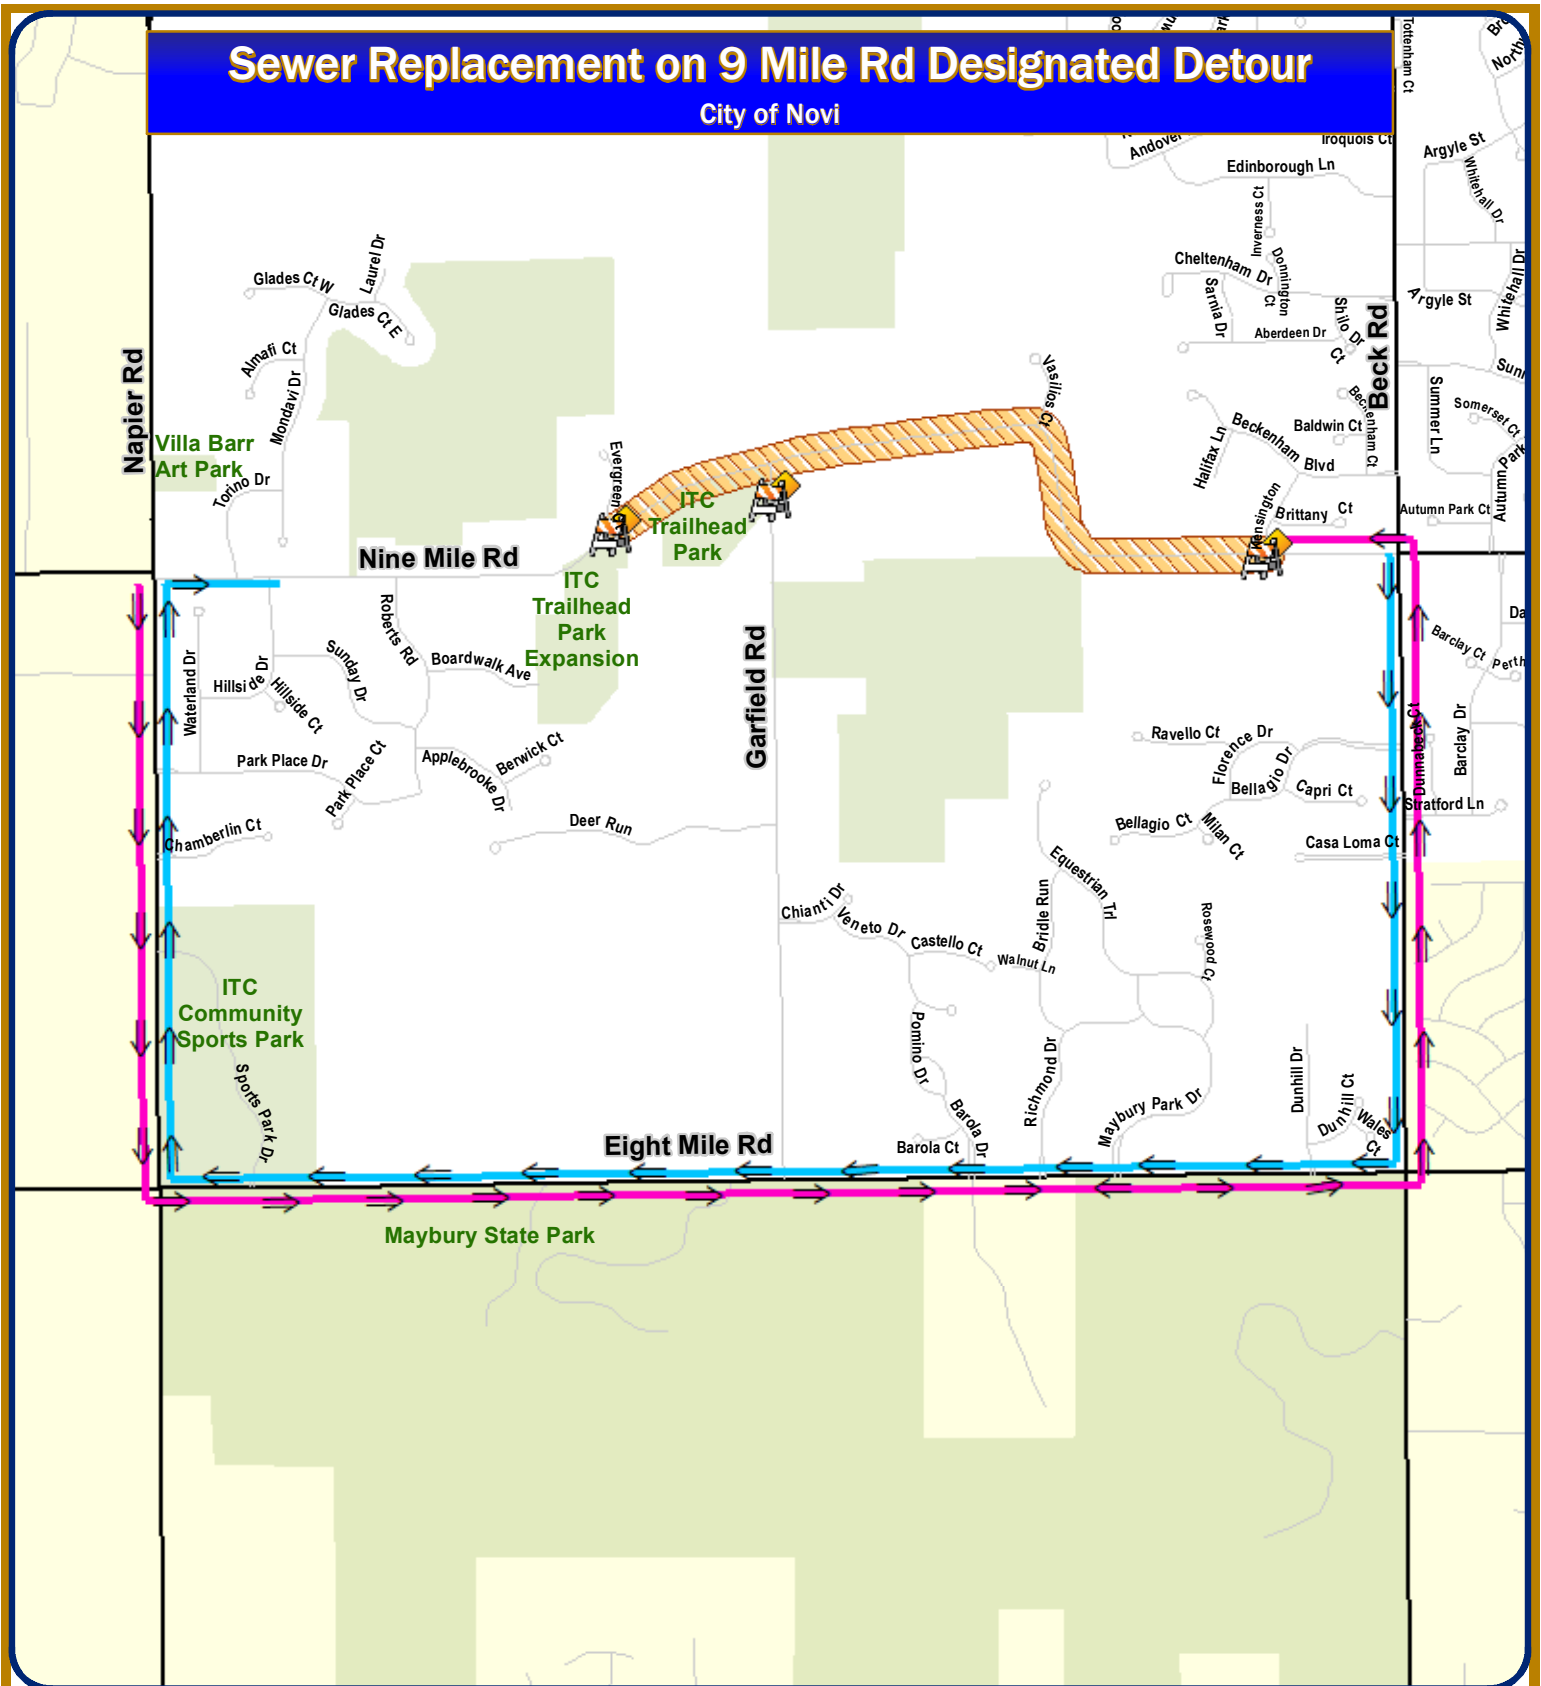 Sewer Replacement on 9 Mile Rd Designated Detour
City of Novi
Tottenham Ct
Andover
Iroquois Ct
Edinborough Ln
Argyle St
Whitehall Dr
Inverness Ct
Donnington Ct
Cheltenham Dr
Sarnia Dr
Shilo Dr
Ct
Aberdeen Dr
Argyle St
Whitehall Dr
Beck Rd
Laurel Dr
Glades Ct W
Glades Ct E
Almafi Ct
Mondavi Dr
Napier Rd
Villa Barr
Art Park
Torino Dr
Vasilios Ct
Summer Ln
Somerset Ct
Beckenham Ct
Baldwin Ct
Beckenham Blvd
Halifax Ln
Kensington
Brittany Ct
Autumn Park Ct
Autumn Park
Evergreen
ITC
Trailhead
Park
Nine Mile Rd
ITC
Trailhead
Park
Expansion
Roberts Rd
Boardwalk Ave
Sunday Dr
Waterland Dr
Hillside Dr
Hillside Ct
Garfield Rd
Park Place Dr
Park Place Ct
Applebrooke Dr
Berwick Ct
Chamberlin Ct
Deer Run
Barclay Ct
Perth
Barclay Dr
Dunnabeck Ct
Stratford Ln
Ravello Ct
Florence Dr
Bellagio Dr
Capri Ct
Bellagio Ct
Milan Ct
Casa Loma Ct
Equestrian Trl
Bridle Run
Chianti Dr
Veneto Dr
Castello Ct
Walnut Ln
Rosewood Ct
ITC
Community
Sports Park
Sports Park Dr
Pomino Dr
Richmond Dr
Barola Dr
Barola Ct
Maybury Park Dr
Dunhill Dr
Dunhill Ct
Wales Ct
Eight Mile Rd
Maybury State Park